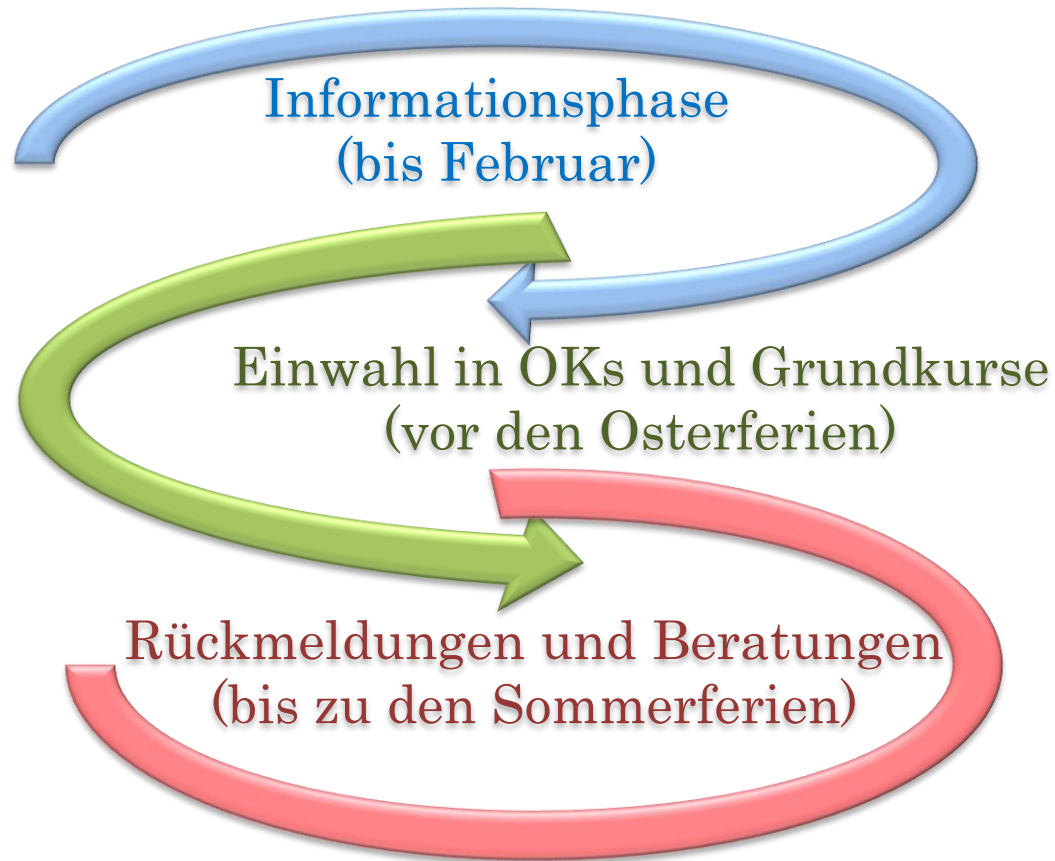 Informationsphase
(bis Februar)
Einwahl in OKs und Grundkurse
(vor den Osterferien)
Rückmeldungen und Beratungen
(bis zu den Sommerferien)